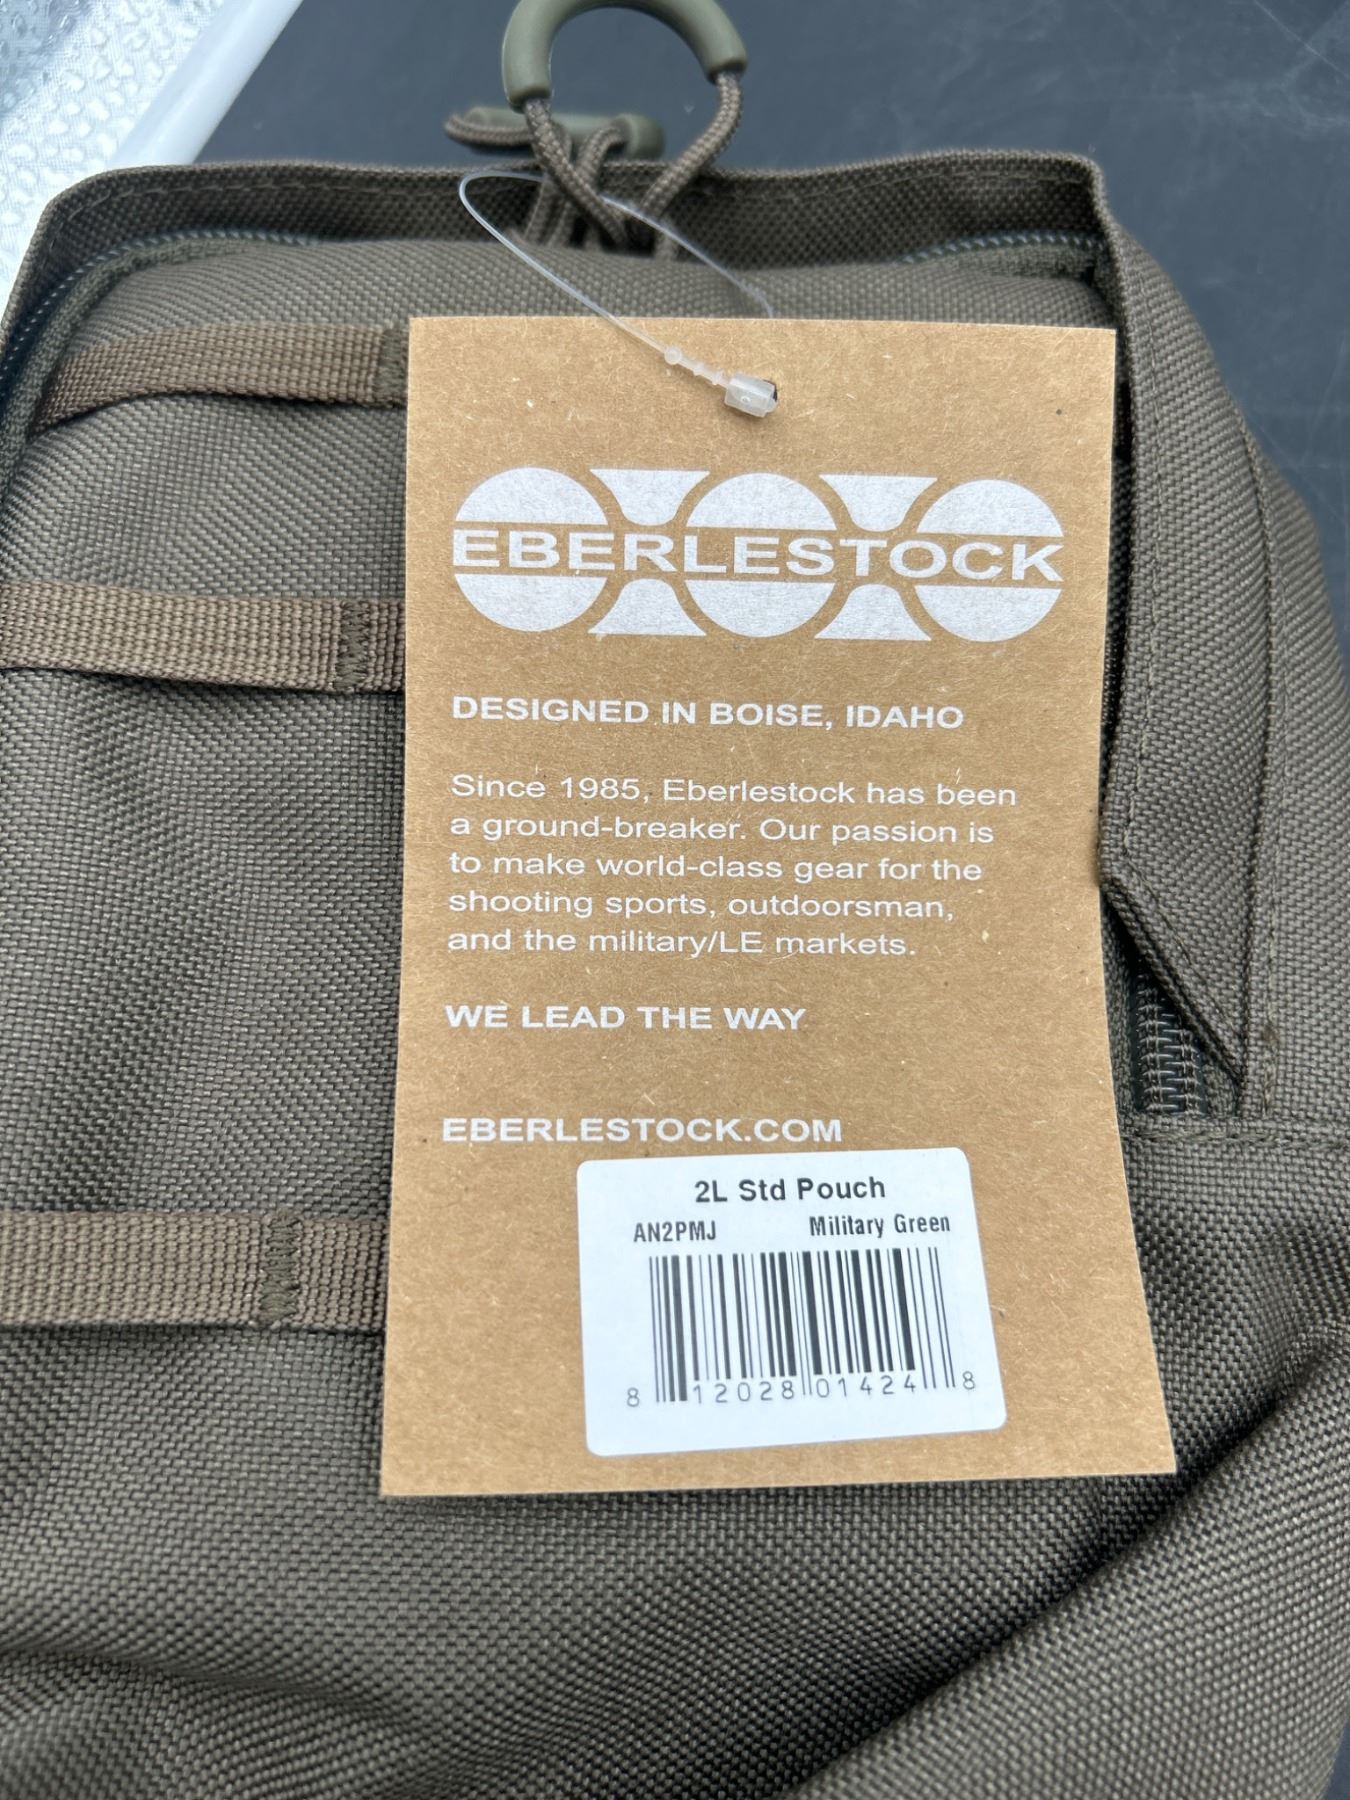 EBERLESTOCK
DESIGNED IN BOISE, IDAHO
Since 1985, Eberlestock has been
a ground-breaker. Our passion is
to make world-class gear for the
shooting sports, outdoorsman,
and the military/LE markets.
WE LEAD THE WAY
EBERLESTOCK.COM
2L Std Pouch
AN2PMJ Military Green
8 12028 01424 8